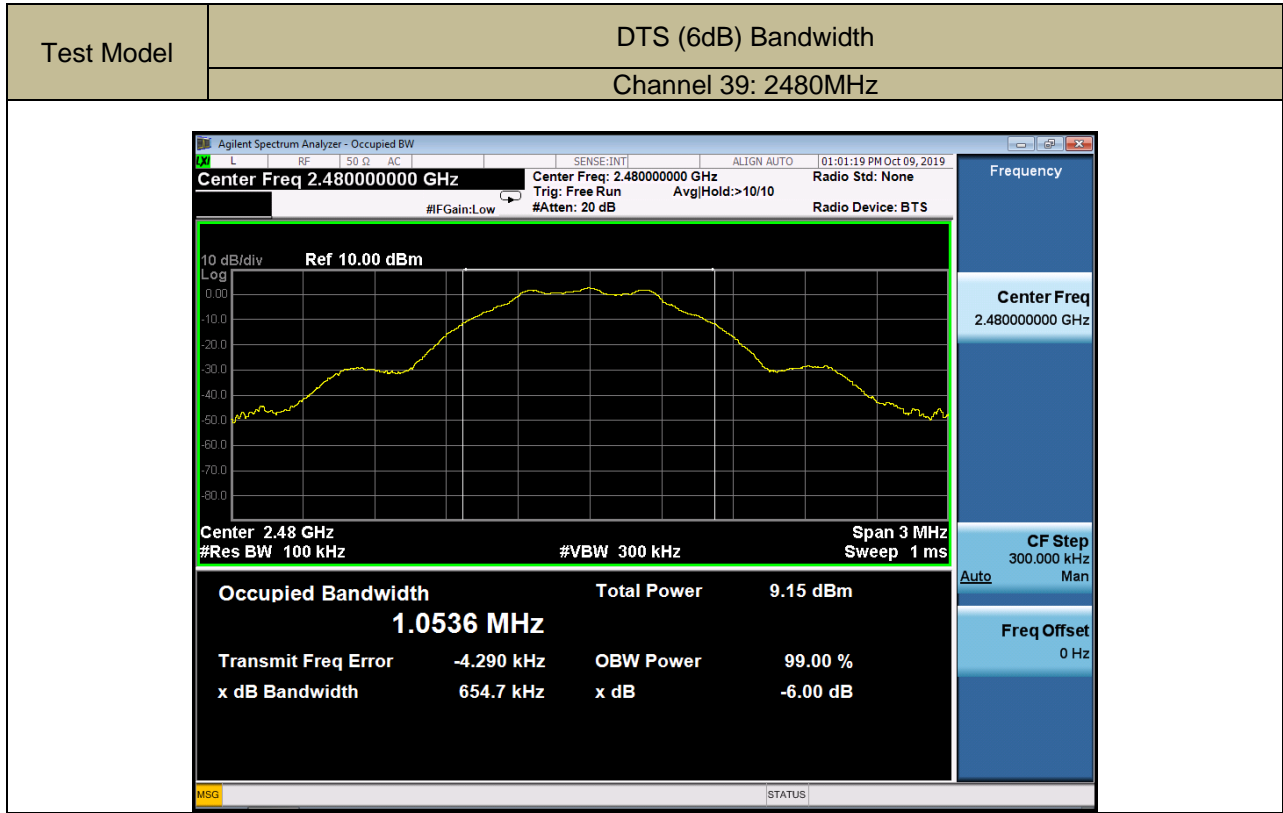 Test Model
DTS (6dB) Bandwidth
Channel 39: 2480MHz
Agilent Spectrum Analyzer - Occupied BW
LXI L RF 50 Ω AC SENSE:INT ALIGN AUTO 01:01:19 PM Oct 09, 2019
Center Freq 2.480000000 GHz
Center Freq: 2.480000000 GHz Radio Std: None
Trig: Free Run Avg|Hold:>10/10
#IFGain:Low #Atten: 20 dB Radio Device: BTS
10 dB/div Ref 10.00 dBm
Log
0.00
-10.0
-20.0
-30.0
-40.0
-50.0
-60.0
-70.0
-80.0
Center 2.48 GHz Span 3 MHz
#Res BW 100 kHz #VBW 300 kHz Sweep 1 ms
Occupied Bandwidth Total Power 9.15 dBm
1.0536 MHz
Transmit Freq Error -4.290 kHz OBW Power 99.00 %
x dB Bandwidth 654.7 kHz x dB -6.00 dB
Frequency
Center Freq
2.480000000 GHz
CF Step
300.000 kHz
Auto Man
Freq Offset
0 Hz
MSG STATUS